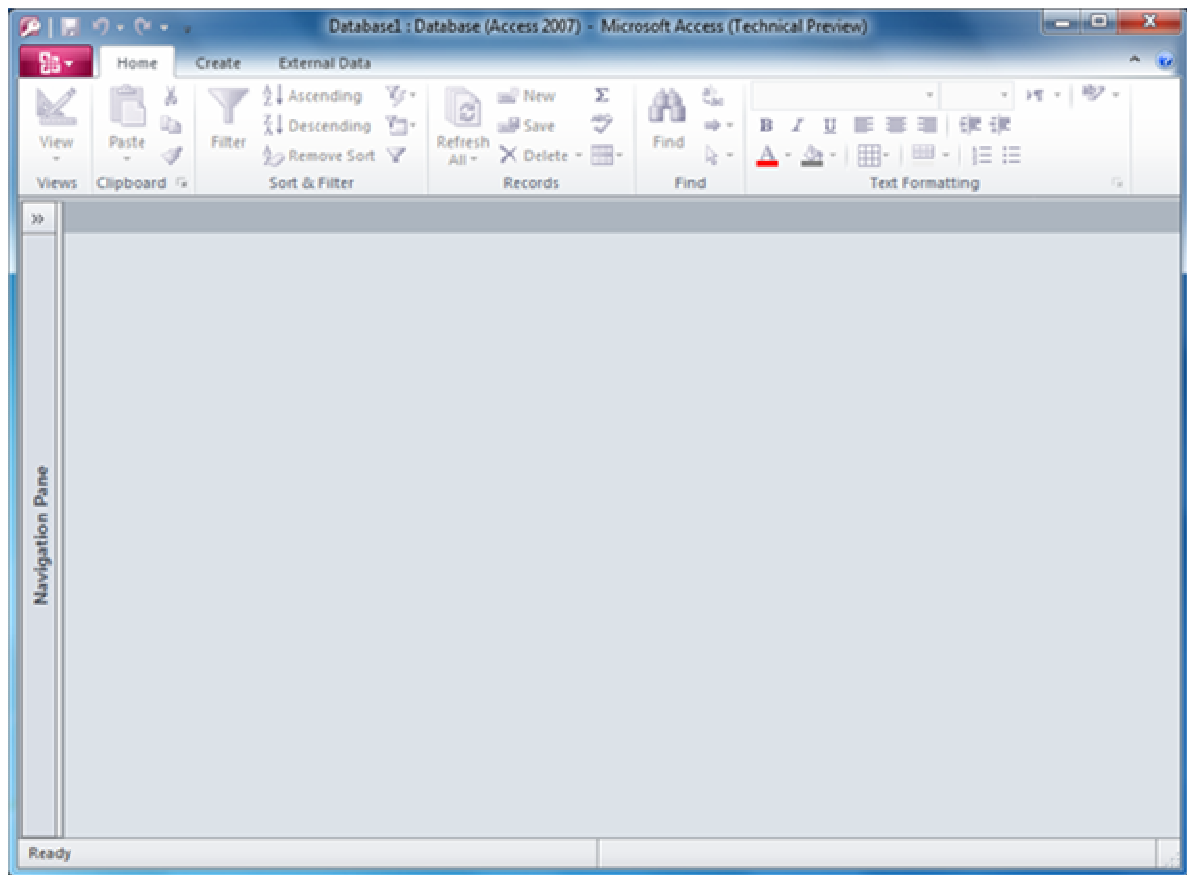 Database1 : Database (Access 2007) - Microsoft Access (Technical Preview)
Home Create External Data
View
Paste
Filter
Ascending
Descending
Remove Sort
Refresh
All
New
Save
Delete
Find
B I U
A
Views Clipboard Sort & Filter Records Find Text Formatting
Navigation Pane
Ready